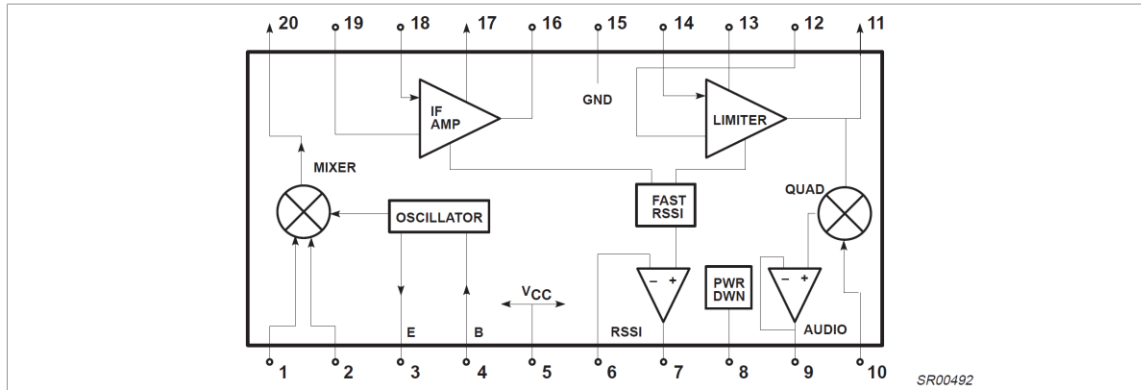 20 19 18 17 16 15 14 13 12 11
IF
AMP
GND
LIMITER
MIXER
FAST
RSSI
QUAD
OSCILLATOR
VCC
PWR
DWN
E B RSSI AUDIO
– +
– +
1 2 3 4 5 6 7 8 9 10
SR00492